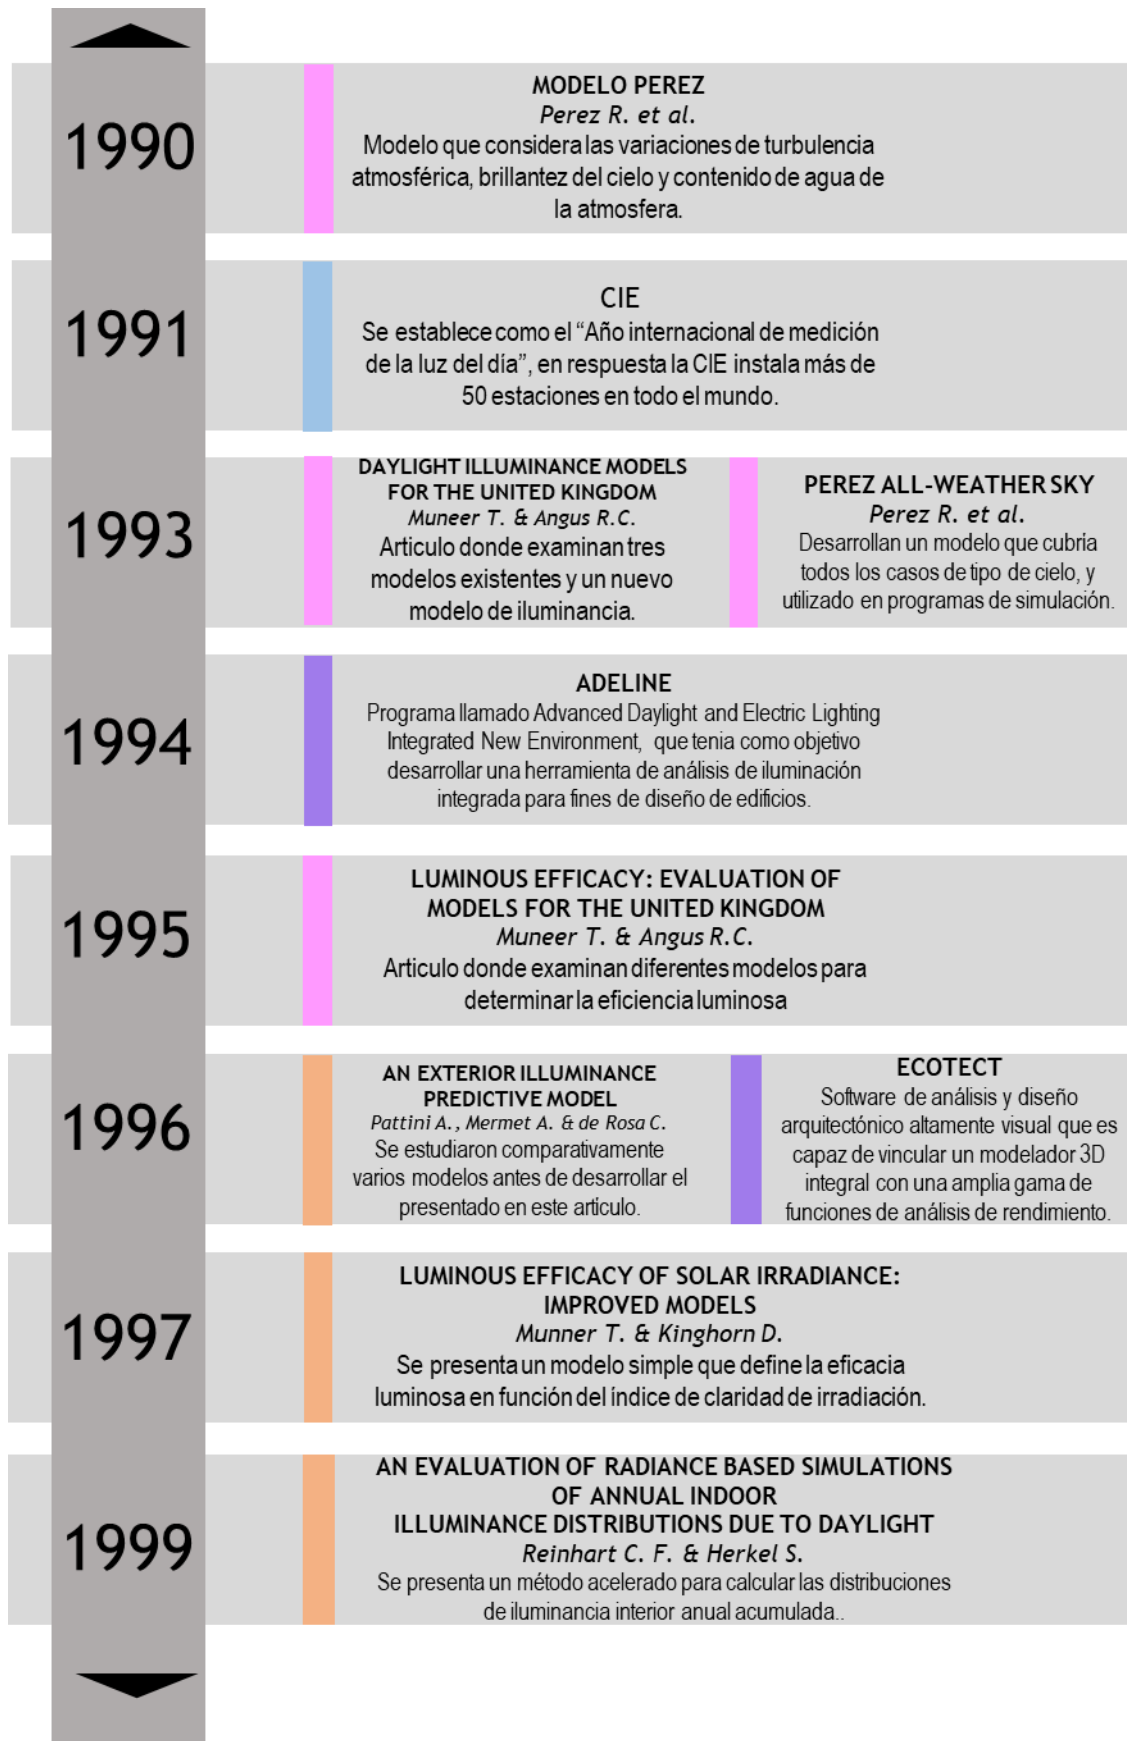 1990
MODELO PEREZ
Perez R. et al.
Modelo que considera las variaciones de turbulencia
atmosférica, brillantez del cielo y contenido de agua de
la atmosfera.
1991
CIE
Se establece como el “Año internacional de medición
de la luz del día”, en respuesta la CIE instala más de
50 estaciones en todo el mundo.
1993
DAYLIGHT ILLUMINANCE MODELS
FOR THE UNITED KINGDOM
Muneer T. & Angus R.C.
Articulo donde examinan tres
modelos existentes y un nuevo
modelo de iluminancia.
PEREZ ALL-WEATHER SKY
Perez R. et al.
Desarrollan un modelo que cubría
todos los casos de tipo de cielo, y
utilizado en programas de simulación.
1994
ADELINE
Programa llamado Advanced Daylight and Electric Lighting
Integrated New Environment, que tenia como objetivo
desarrollar una herramienta de análisis de iluminación
integrada para fines de diseño de edificios.
1995
LUMINOUS EFFICACY: EVALUATION OF
MODELS FOR THE UNITED KINGDOM
Muneer T. & Angus R.C.
Articulo donde examinan diferentes modelos para
determinar la eficiencia luminosa
1996
AN EXTERIOR ILLUMINANCE
PREDICTIVE MODEL
Pattini A., Mermet A. & de Rosa C.
Se estudiaron comparativamente
varios modelos antes de desarrollar el
presentado en este artículo.
ECOTECT
Software de análisis y diseño
arquitectónico altamente visual que es
capaz de vincular un modelador 3D
integral con una amplia gama de
funciones de análisis de rendimiento.
1997
LUMINOUS EFFICACY OF SOLAR IRRADIANCE:
IMPROVED MODELS
Munner T. & Kinghorn D.
Se presenta un modelo simple que define la eficacia
luminosa en función del índice de claridad de irradiación.
1999
AN EVALUATION OF RADIANCE BASED SIMULATIONS
OF ANNUAL INDOOR
ILLUMINANCE DISTRIBUTIONS DUE TO DAYLIGHT
Reinhart C. F. & Herkel S.
Se presenta un método acelerado para calcular las distribuciones
de iluminancia interior anual acumulada..